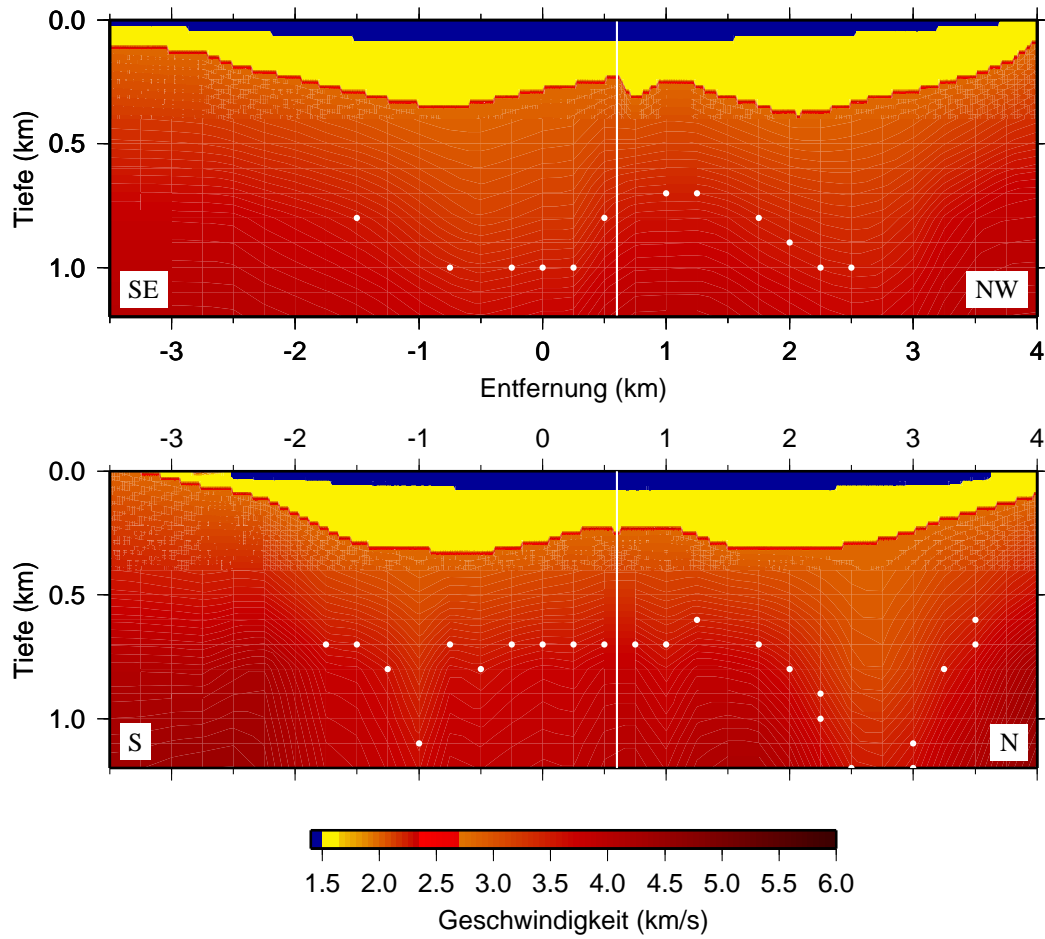 0.0
0.5
1.0
Tiefe (km)
SE
NW
-3 -2 -1 0 1 2 3 4
Entfernung (km)
-3 -2 -1 0 1 2 3 4
0.0
0.5
1.0
Tiefe (km)
S
N
1.5 2.0 2.5 3.0 3.5 4.0 4.5 5.0 5.5 6.0
Geschwindigkeit (km/s)